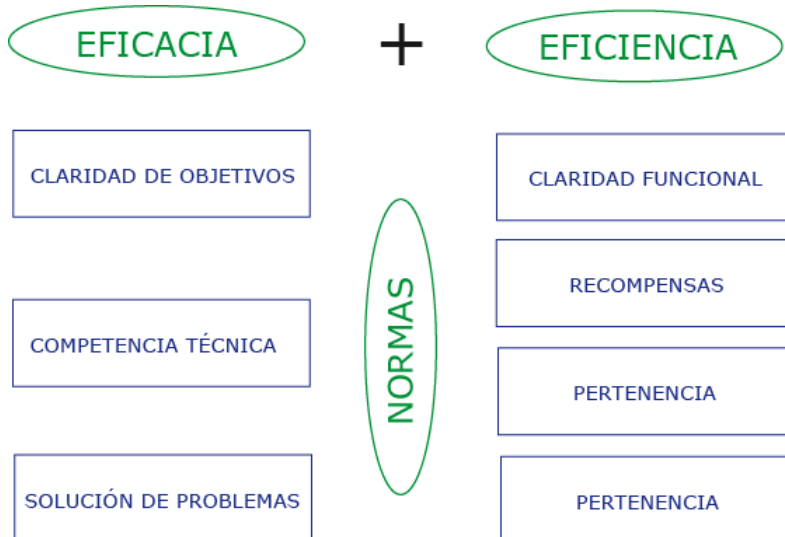 EFICACIA
+
EFICIENCIA
CLARIDAD DE OBJETIVOS
COMPETENCIA TÉCNICA
SOLUCIÓN DE PROBLEMAS
NORMAS
CLARIDAD FUNCIONAL
RECOMPENSAS
PERTENENCIA
PERTENENCIA